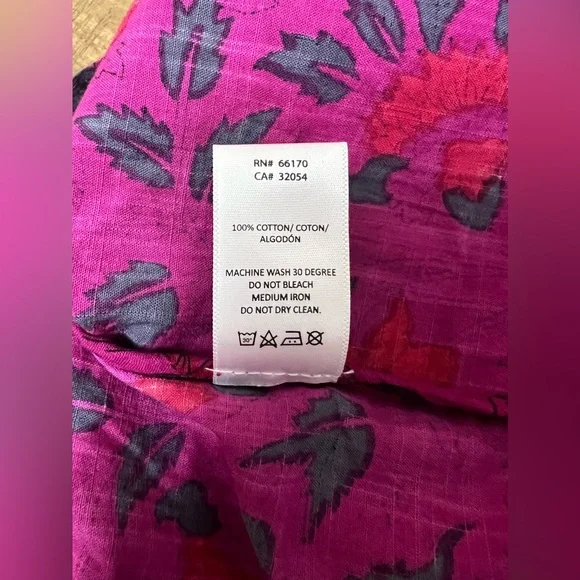 RN# 66170
CA# 32054
100% COTTON/ COTON/
ALGODÓN
MACHINE WASH 30 DEGREE
DO NOT BLEACH
MEDIUM IRON
DO NOT DRY CLEAN.
30°